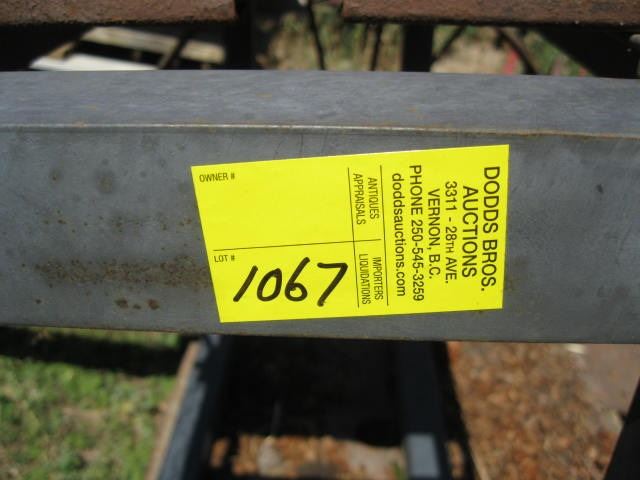 OWNER #
LOT #
1067
ANTIQUES
APPRAISALS
IMPORTERS
LIQUIDATIONS
DODDS BROS.
AUCTIONS
3311 - 28TH AVE.
VERNON, B.C.
PHONE 250-545-3259
doddsauctions.com